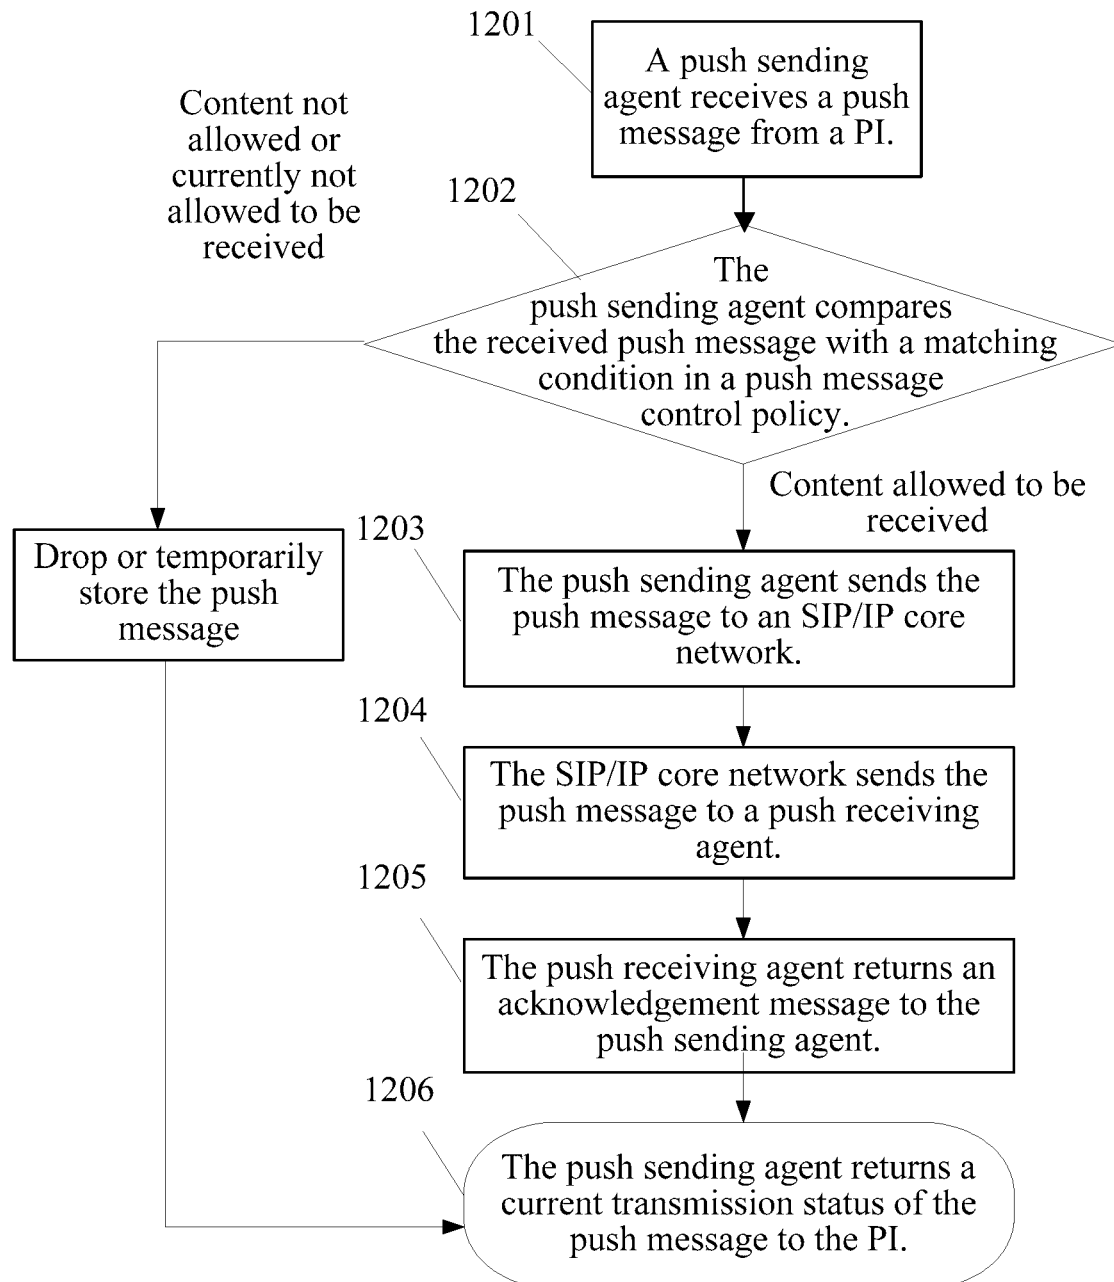 1201
A push sending
agent receives a push
message from a PI.
Content not
allowed or
currently not
allowed to be
received
1202
The
push sending agent compares
the received push message with a matching
condition in a push message
control policy.
Content allowed to be
received
Drop or temporarily
store the push
message
1203
The push sending agent sends the
push message to an SIP/IP core
network.
1204
The SIP/IP core network sends the
push message to a push receiving
agent.
1205
The push receiving agent returns an
acknowledgement message to the
push sending agent.
1206
The push sending agent returns a
current transmission status of the
push message to the PI.